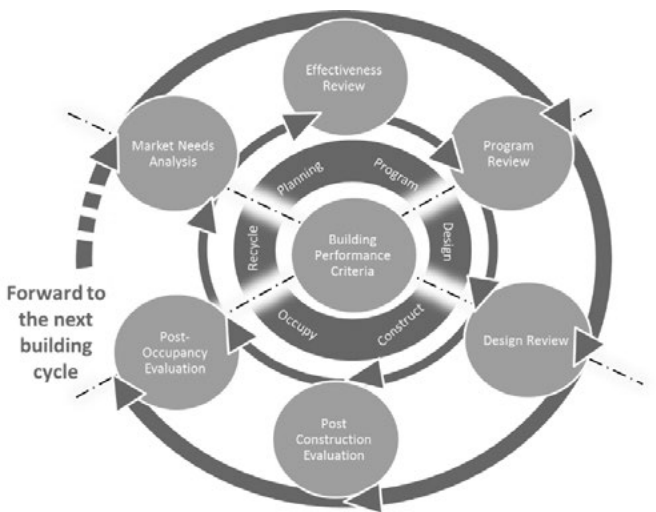 Effectiveness
Review
Market Needs
Analysis
Program
Review
Planning
Program
Recycle
Design
Building
Performance
Criteria
Occupy
Construct
Forward to
the next
building
cycle
Post-
Occupancy
Evaluation
Design Review
Post
Construction
Evaluation